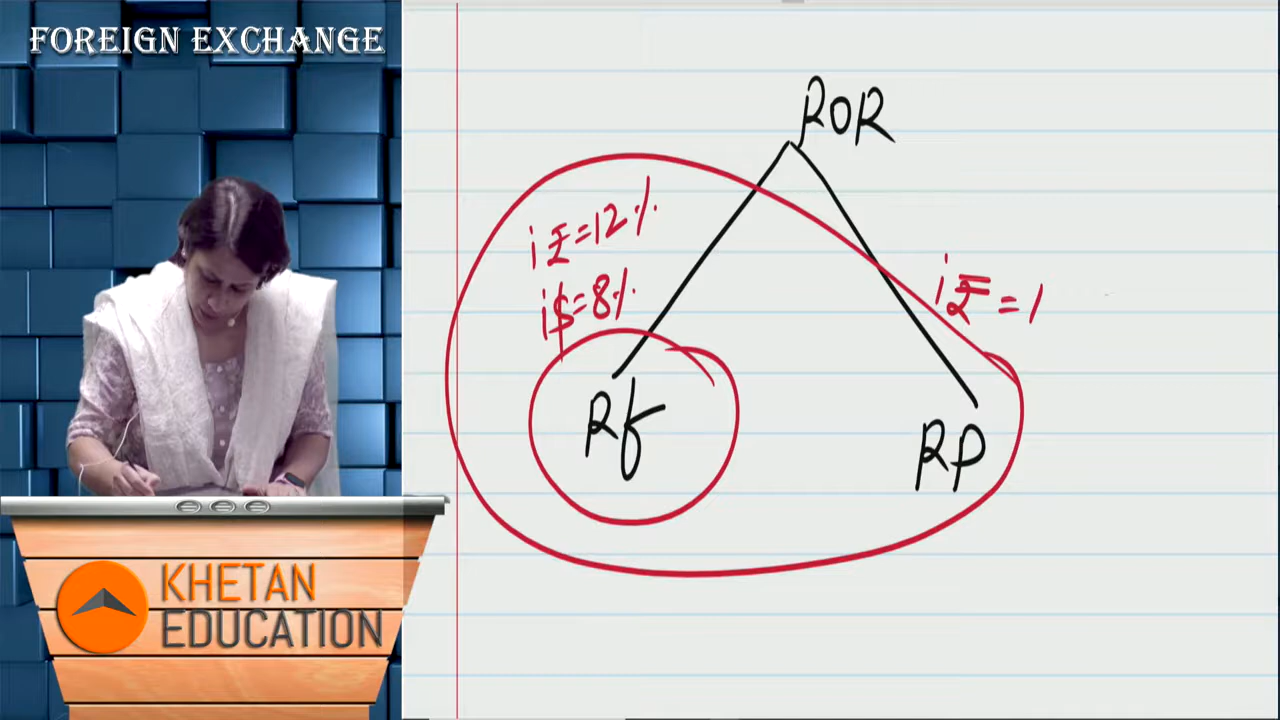 FOREIGN EXCHANGE
ROR
i₹=12%
i$=8%
i₹=1
Rf
RP
KHETAN
EDUCATION